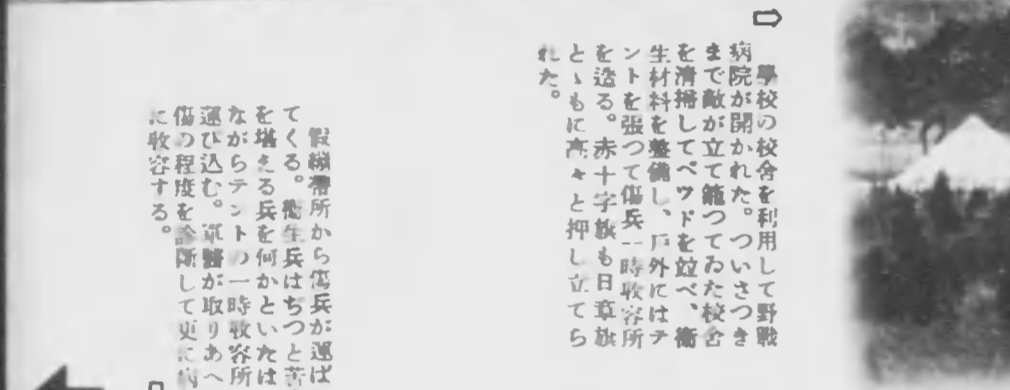 學校の校舍を利用して野戰
病院が開かれた。ついさつき
まで敵が立て籠つてゐた校舍
を清掃してベツドを竝べ、衞
生材料を整備し、戶外にはテ
ントを張つて傷兵一時收容所
を造る。赤十字旗も日章旗
とゝもに高々と押し立てら
れた。
假繃帶所から傷兵が運ば
てくる。衞生兵はぢつと苦
を堪える兵を何かといたは
ながらテントの一時收容所
運び込む。軍醫が取りあへ
傷の程度を診斷して更に
に收容する。